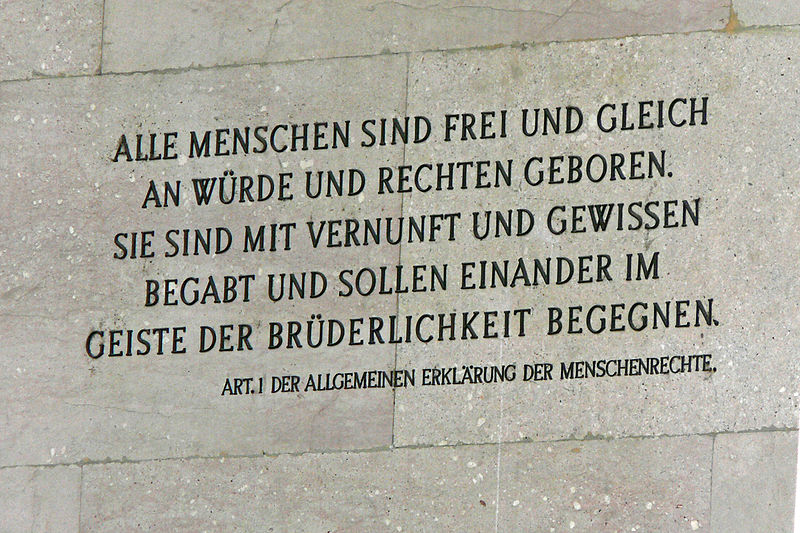 ALLE MENSCHEN SIND FREI UND GLEICH
AN WÜRDE UND RECHTEN GEBOREN.
SIE SIND MIT VERNUNFT UND GEWISSEN
BEGABT UND SOLLEN EINANDER IM
GEISTE DER BRÜDERLICHKEIT BEGEGNEN.
ART. 1 DER ALLGEMEINEN ERKLÄRUNG DER MENSCHENRECHTE.